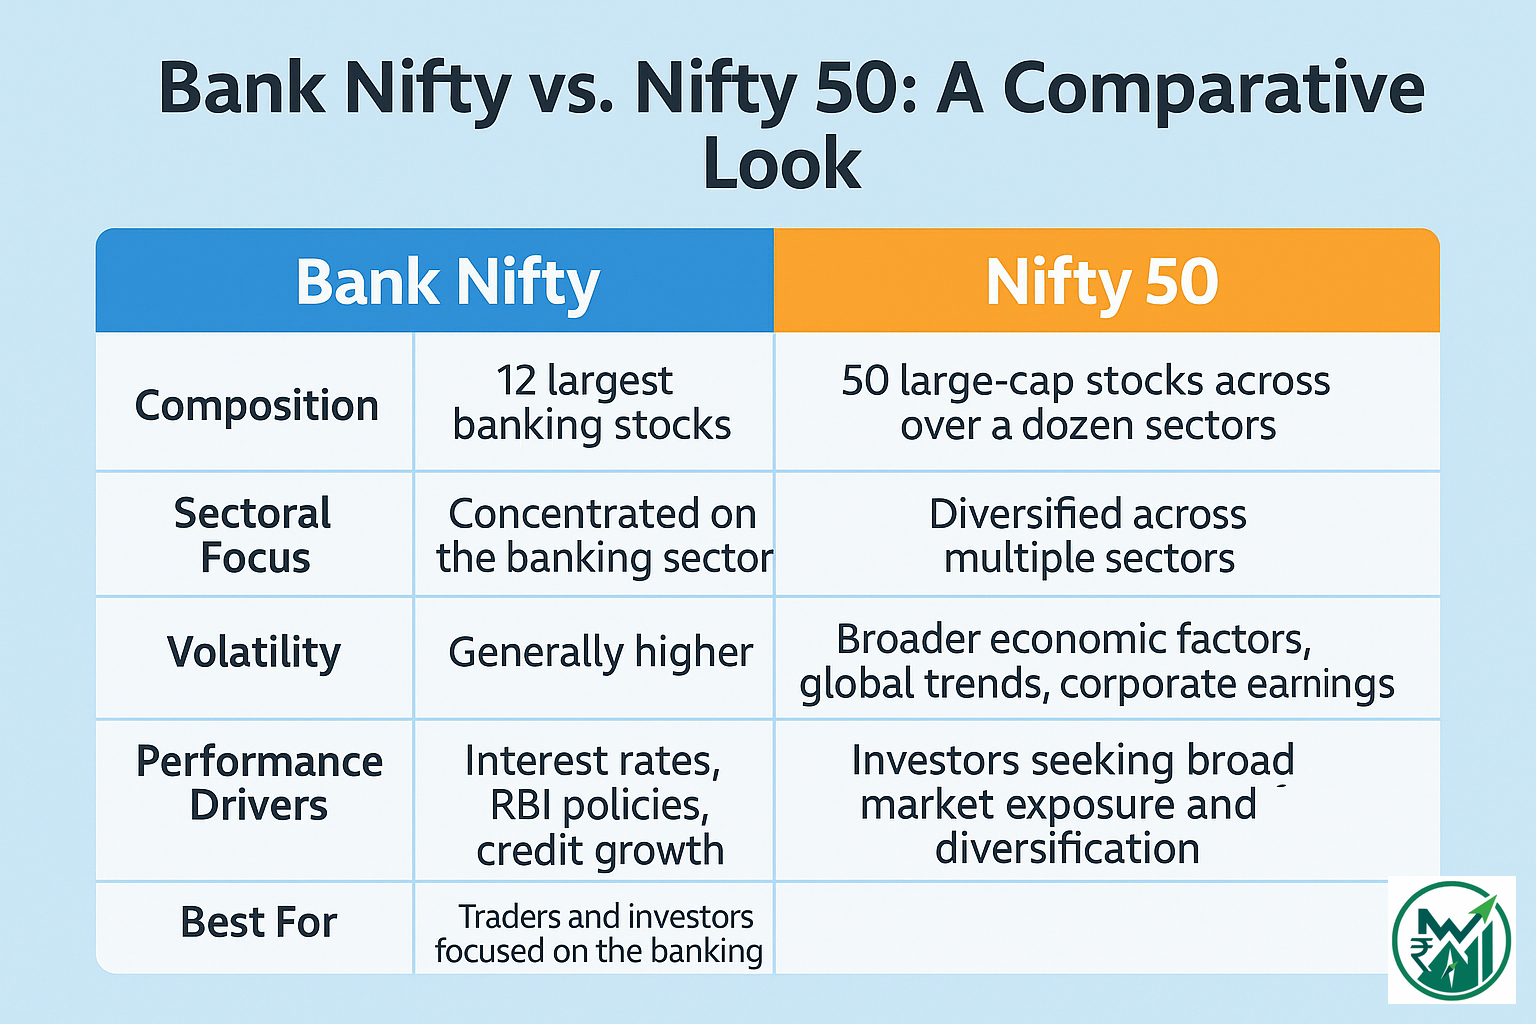 Bank Nifty vs. Nifty 50: A Comparative
Look
Bank Nifty
Nifty 50
Composition
12 largest
banking stocks
50 large-cap stocks across
over a dozen sectors
Sectoral
Focus
Concentrated on
the banking sector
Diversified across
multiple sectors
Volatility
Generally higher
Broader economic factors,
global trends, corporate earnings
Performance
Drivers
Interest rates,
RBI policies,
credit growth
Investors seeking broad
market exposure and
diversification
Best For
Traders and investors
focused on the banking